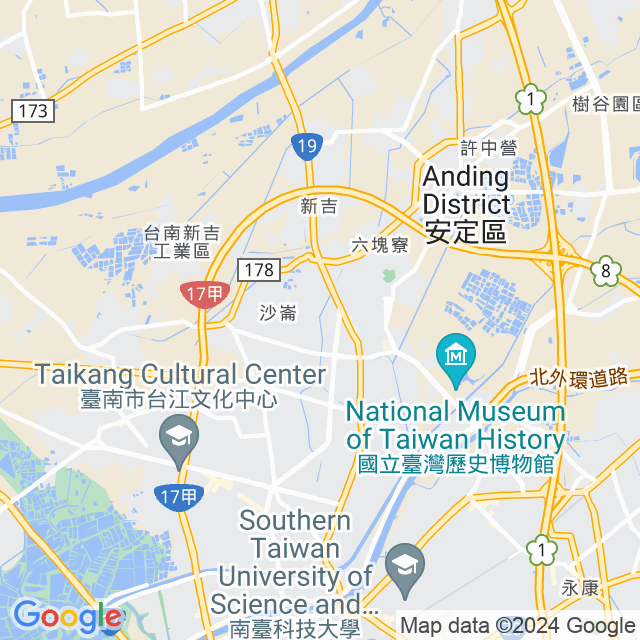 173
1
樹谷園區
19
許中營
Anding
District
安定區
新吉
台南新吉
工業區
六塊寮
178
8
17甲
沙崙
北外環道路
Taikang Cultural Center
臺南市台江文化中心
National Museum
of Taiwan History
國立臺灣歷史博物館
17甲
Southern
Taiwan
University of
Science and...
南臺科技大學
1
永康
Google
Map data ©2024 Google